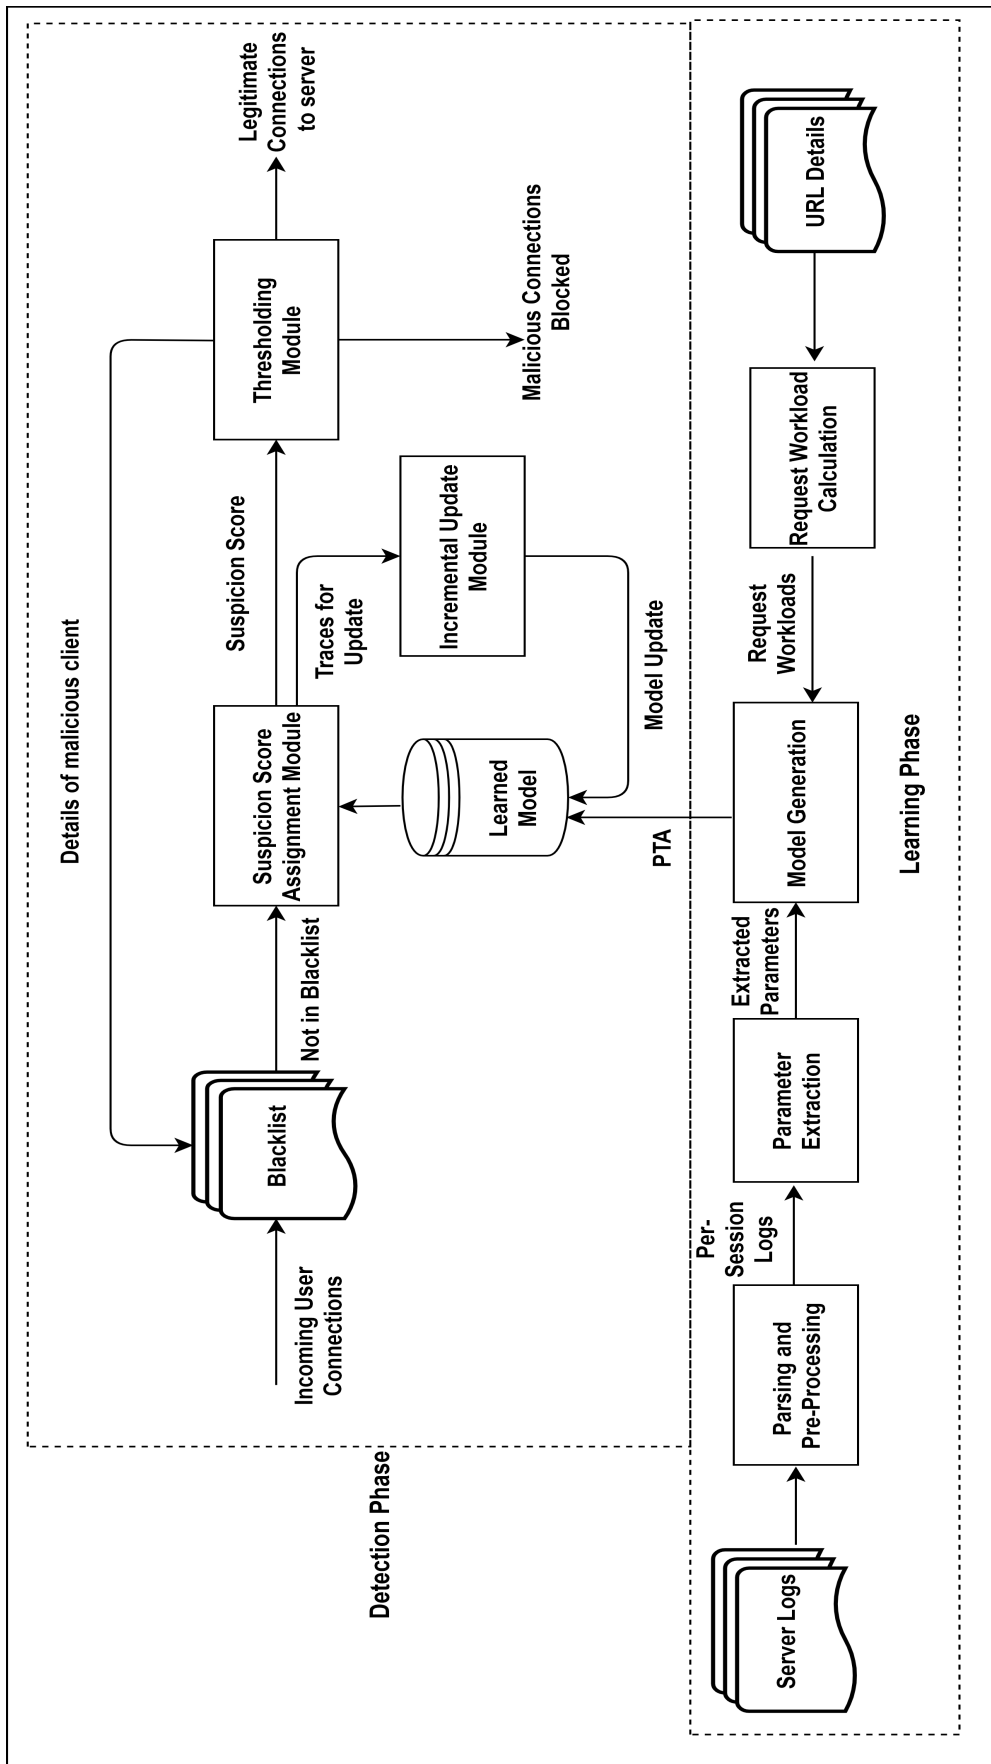 Details of malicious client
Incoming User
Connections
Blacklist
Not in Blacklist
Suspicion Score
Assignment Module
Suspicion Score
Thresholding
Module
Legitimate
Connections
to server
Traces for
Update
Incremental Update
Module
Malicious Connections
Blocked
Learned
Model
Model Update
PTA
Detection Phase
Server Logs
Parsing and
Pre-Processing
Per-
Session
Logs
Parameter
Extraction
Extracted
Parameters
Model Generation
Request
Workloads
Request Workload
Calculation
URL Details
Learning Phase